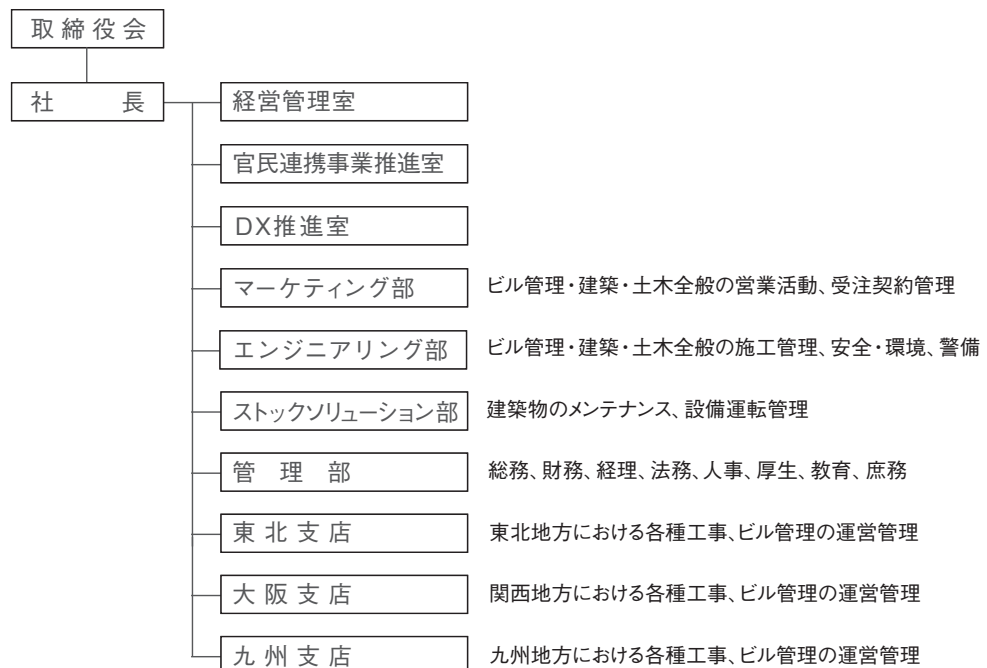 取締役会
社長
経営管理室
官民連携事業推進室
DX推進室
マーケティング部 ビル管理・建築・土木全般の営業活動、受注契約管理
エンジニアリング部 ビル管理・建築・土木全般の施工管理、安全・環境、警備
ストックソリューション部 建築物のメンテナンス、設備運転管理
管理部 総務、財務、経理、法務、人事、厚生、教育、庶務
東北支店 東北地方における各種工事、ビル管理の運営管理
大阪支店 関西地方における各種工事、ビル管理の運営管理
九州支店 九州地方における各種工事、ビル管理の運営管理